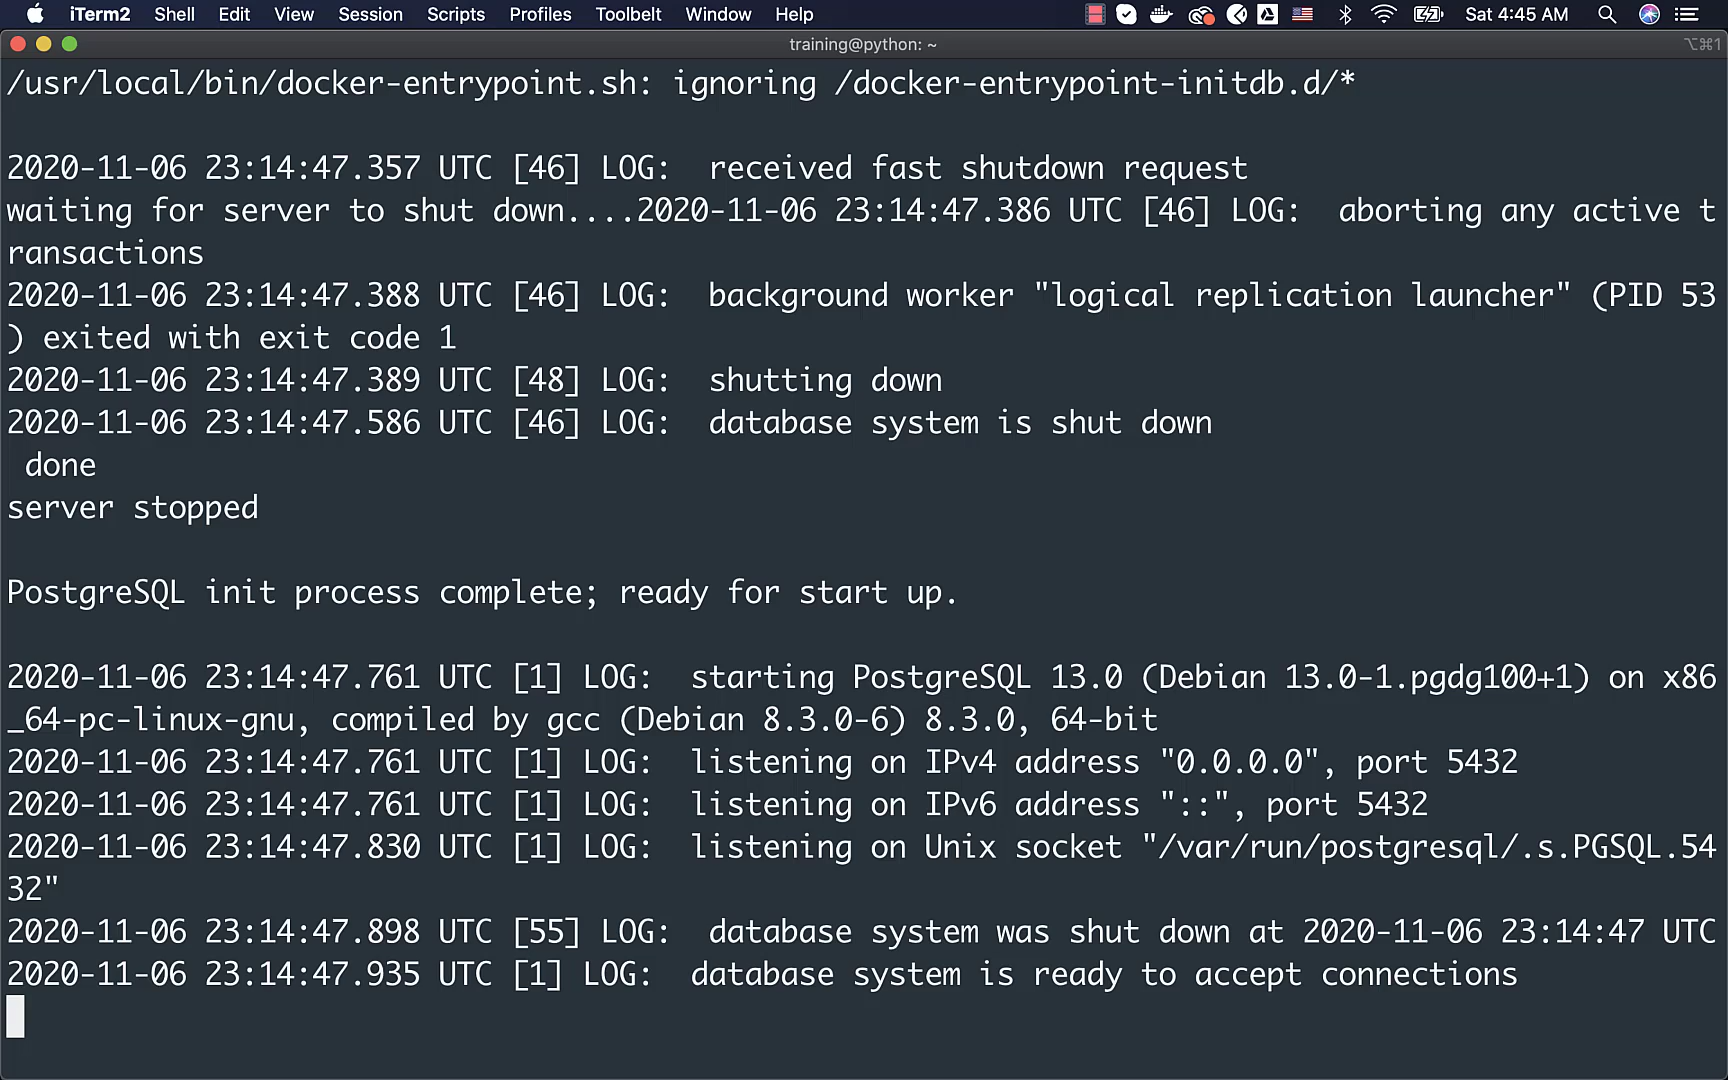 iTerm2 Shell Edit View Session Scripts Profiles Toolbelt Window Help Sat 4:45 AM
training@python: ~ ⌥⌘1
/usr/local/bin/docker-entrypoint.sh: ignoring /docker-entrypoint-initdb.d/*
2020-11-06 23:14:47.357 UTC [46] LOG:  received fast shutdown request
waiting for server to shut down....2020-11-06 23:14:47.386 UTC [46] LOG:  aborting any active t
ransactions
2020-11-06 23:14:47.388 UTC [46] LOG:  background worker "logical replication launcher" (PID 53
) exited with exit code 1
2020-11-06 23:14:47.389 UTC [48] LOG:  shutting down
2020-11-06 23:14:47.586 UTC [46] LOG:  database system is shut down
 done
server stopped
PostgreSQL init process complete; ready for start up.
2020-11-06 23:14:47.761 UTC [1] LOG:  starting PostgreSQL 13.0 (Debian 13.0-1.pgdg100+1) on x86
_64-pc-linux-gnu, compiled by gcc (Debian 8.3.0-6) 8.3.0, 64-bit
2020-11-06 23:14:47.761 UTC [1] LOG:  listening on IPv4 address "0.0.0.0", port 5432
2020-11-06 23:14:47.761 UTC [1] LOG:  listening on IPv6 address "::", port 5432
2020-11-06 23:14:47.830 UTC [1] LOG:  listening on Unix socket "/var/run/postgresql/.s.PGSQL.54
32"
2020-11-06 23:14:47.898 UTC [55] LOG:  database system was shut down at 2020-11-06 23:14:47 UTC
2020-11-06 23:14:47.935 UTC [1] LOG:  database system is ready to accept connections